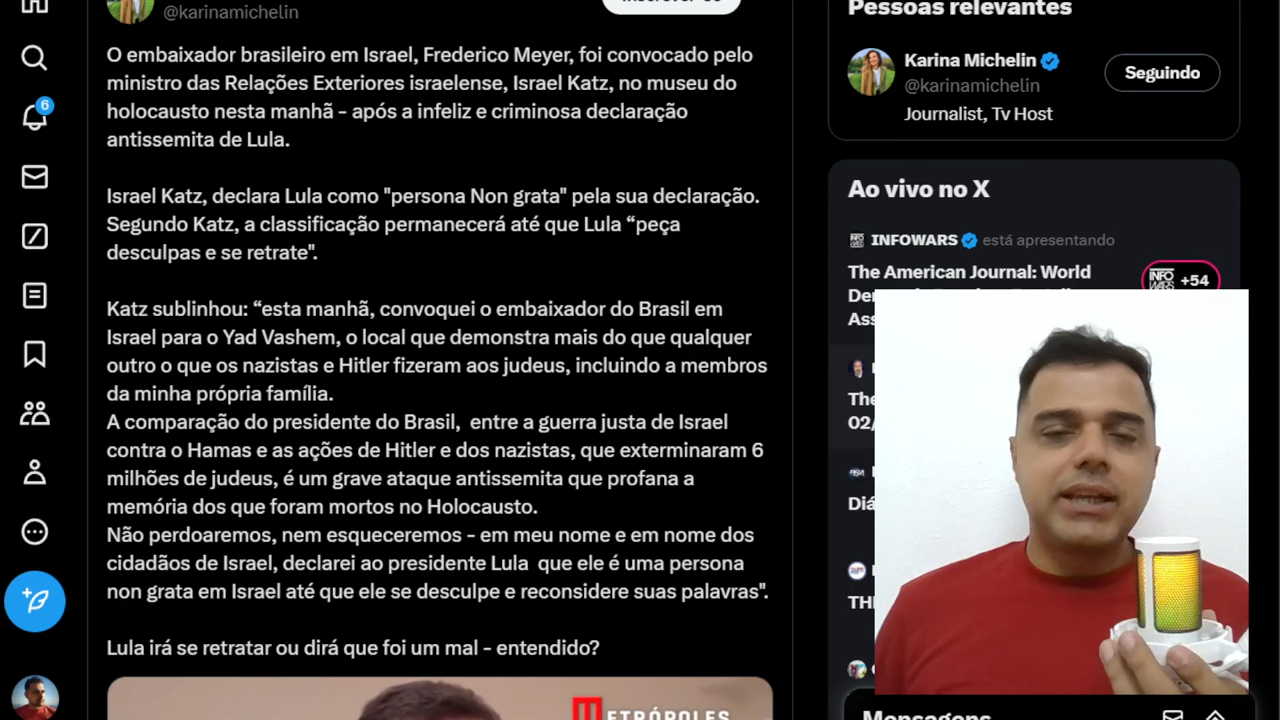 @karinamichelin
O embaixador brasileiro em Israel, Frederico Meyer, foi convocado pelo
ministro das Relações Exteriores israelense, Israel Katz, no museu do
holocausto nesta manhã - após a infeliz e criminosa declaração
antissemita de Lula.
Israel Katz, declara Lula como "persona Non grata" pela sua declaração.
Segundo Katz, a classificação permanecerá até que Lula “peça
desculpas e se retrate".
Katz sublinhou: “esta manhã, convoquei o embaixador do Brasil em
Israel para o Yad Vashem, o local que demonstra mais do que qualquer
outro o que os nazistas e Hitler fizeram aos judeus, incluindo a membros
da minha própria família.
A comparação do presidente do Brasil, entre a guerra justa de Israel
contra o Hamas e as ações de Hitler e dos nazistas, que exterminaram 6
milhões de judeus, é um grave ataque antissemita que profana a
memória dos que foram mortos no Holocausto.
Não perdoaremos, nem esqueceremos - em meu nome e em nome dos
cidadãos de Israel, declarei ao presidente Lula que ele é uma persona
non grata em Israel até que ele se desculpe e reconsidere suas palavras".
Lula irá se retratar ou dirá que foi um mal - entendido?
METRÓPOLES
6
Pessoas relevantes
Karina Michelin
@karinamichelin
Seguindo
Journalist, Tv Host
Ao vivo no X
INFOWARS está apresentando
The American Journal: World
+54
The
02/
Diá
Mensagens